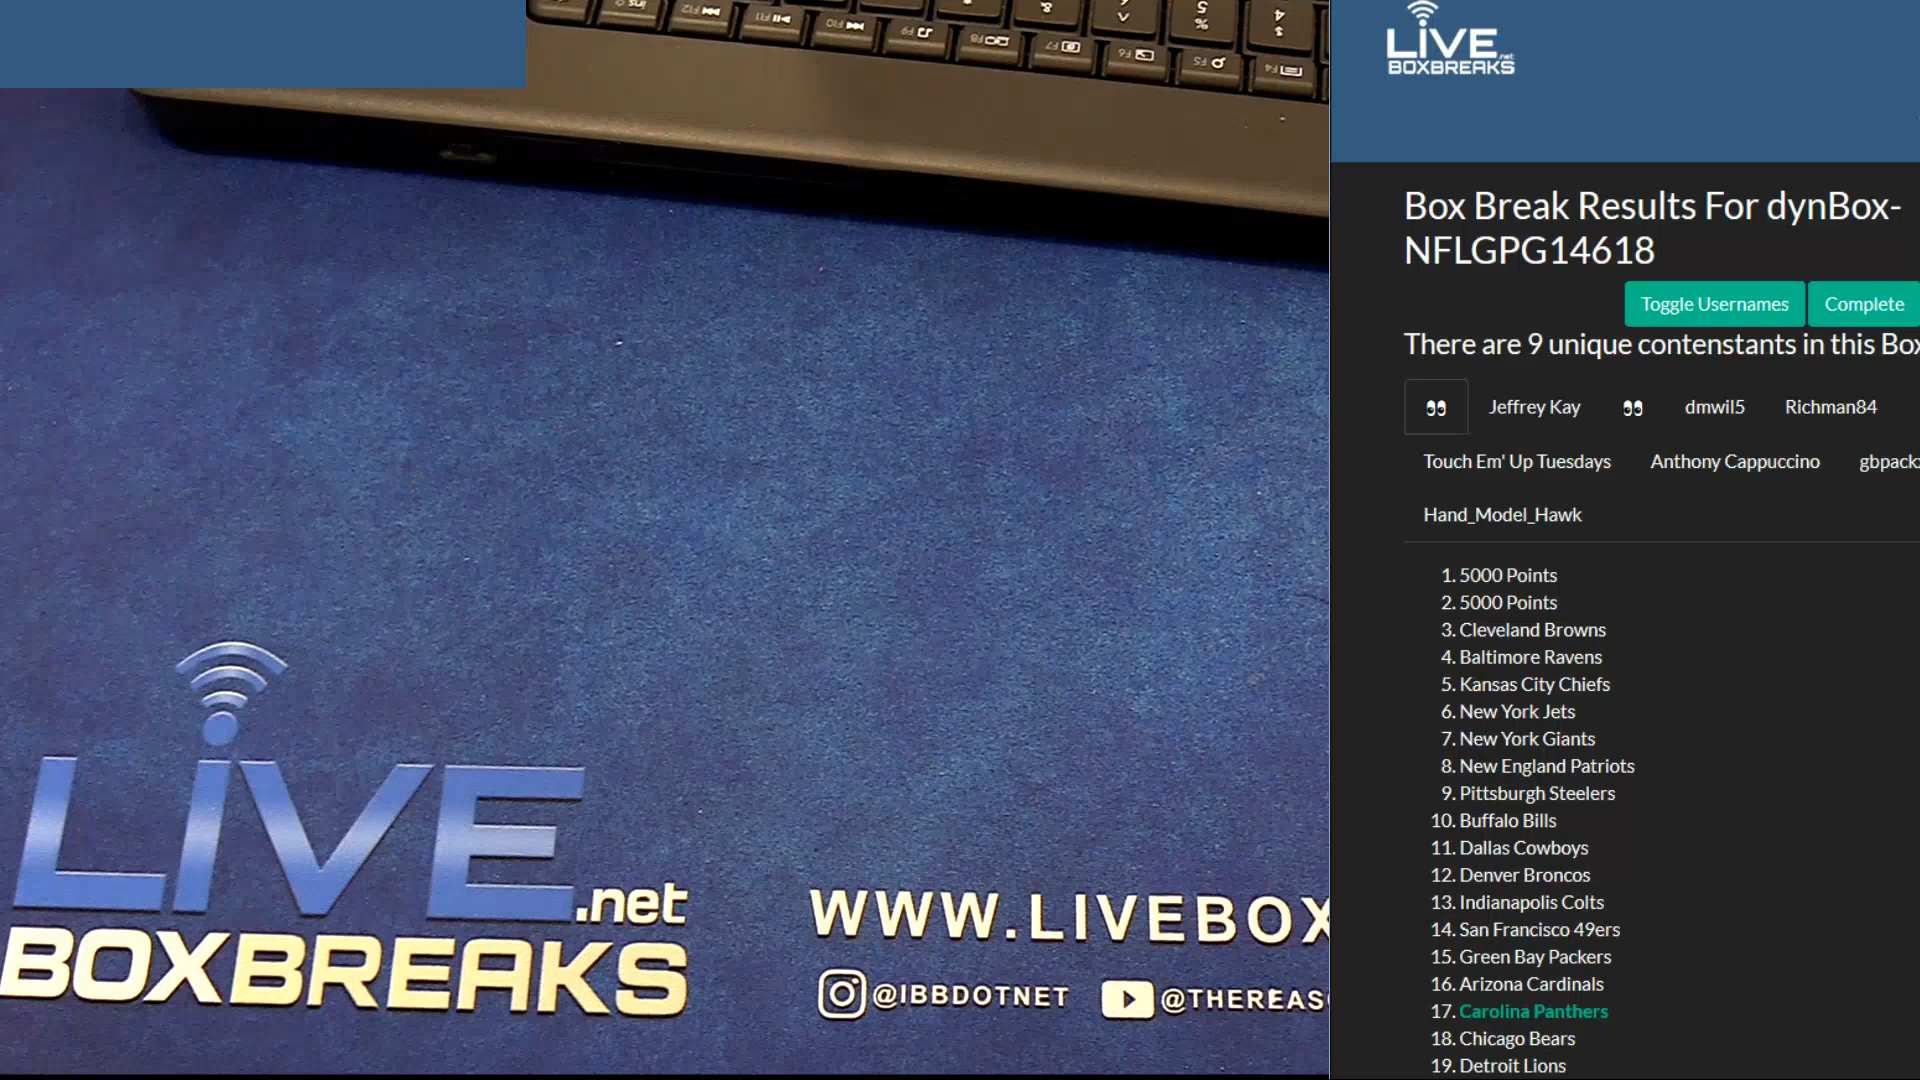 LIVE.net
BOXBREAKS
Box Break Results For dynBox-
NFLGPG14618
Toggle Usernames
Complete
There are 9 unique contenstants in this Box
Jeffrey Kay
dmwil5
Richman84
Touch Em' Up Tuesdays
Anthony Cappuccino
gbpack
Hand_Model_Hawk
1. 5000 Points
2. 5000 Points
3. Cleveland Browns
4. Baltimore Ravens
5. Kansas City Chiefs
6. New York Jets
7. New York Giants
8. New England Patriots
9. Pittsburgh Steelers
10. Buffalo Bills
11. Dallas Cowboys
12. Denver Broncos
13. Indianapolis Colts
14. San Francisco 49ers
15. Green Bay Packers
16. Arizona Cardinals
17. Carolina Panthers
18. Chicago Bears
19. Detroit Lions
LIVE.net
BOXBREAKS
WWW.LIVEBOX
@IBBDOTNET
@THEREAS